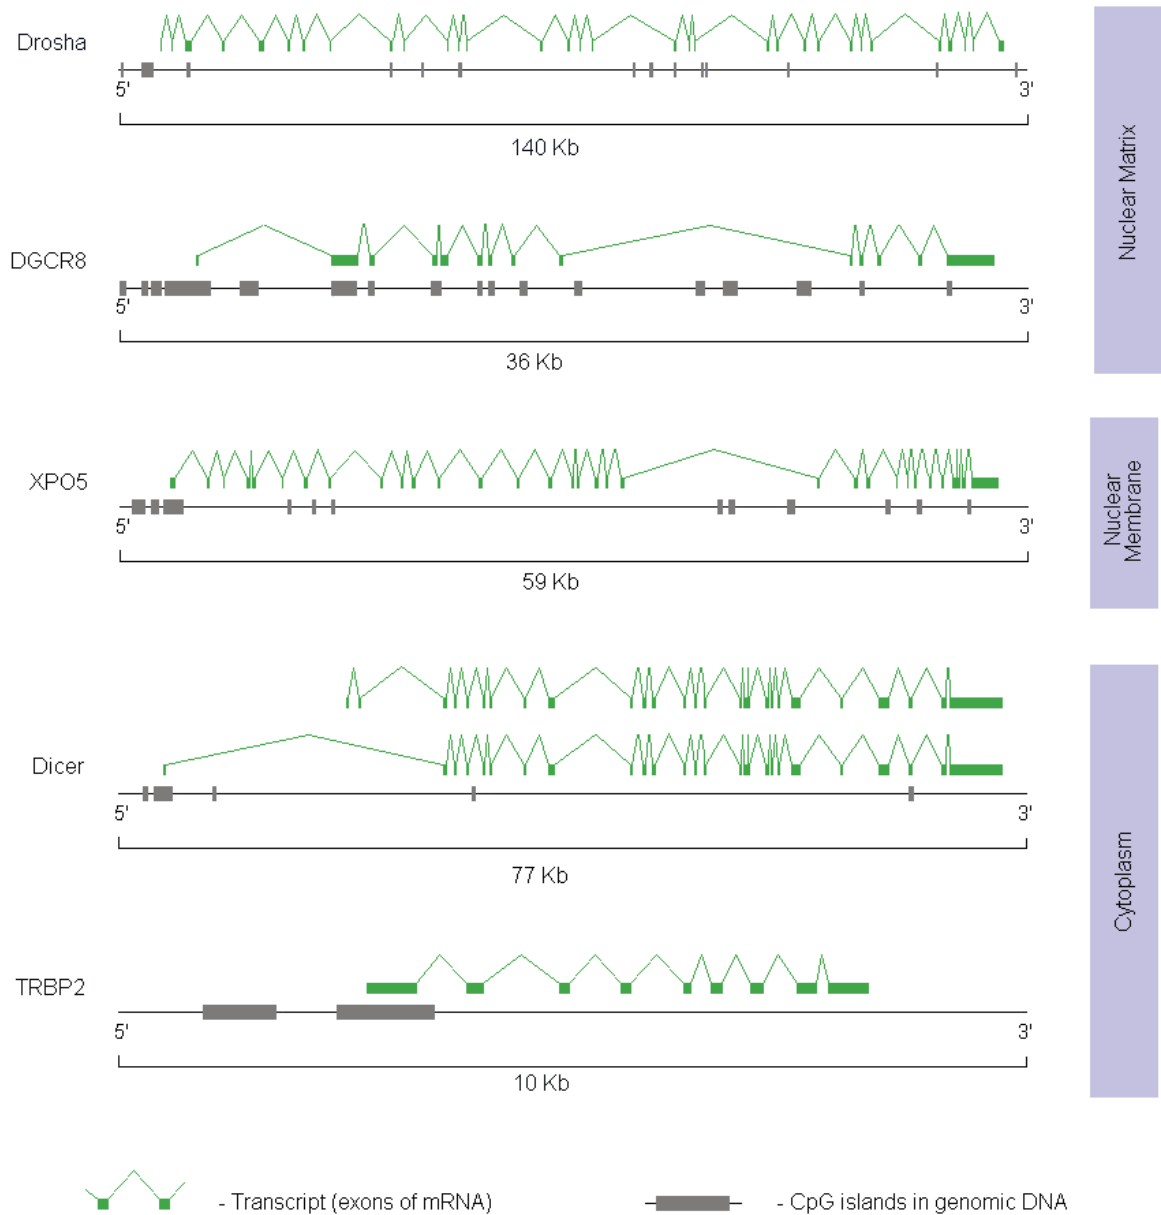 Drosha
5'
3'
140 Kb
DGCR8
5'
3'
36 Kb
Nuclear Matrix
XPO5
5'
3'
59 Kb
Nuclear
Membrane
Dicer
5'
3'
77 Kb
TRBP2
5'
3'
10 Kb
Cytoplasm
- Transcript (exons of mRNA)
- CpG islands in genomic DNA